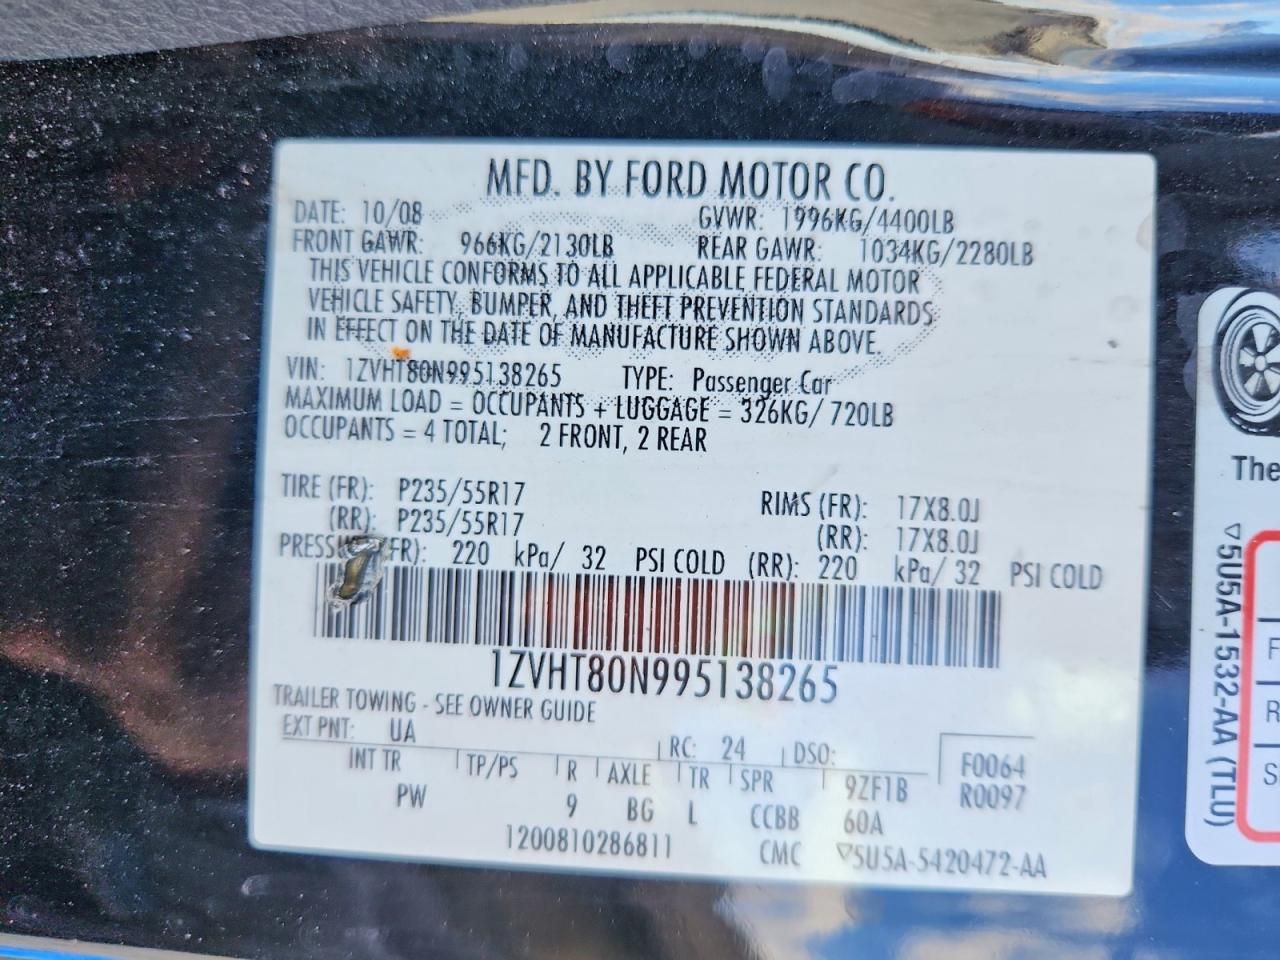 MFD. BY FORD MOTOR CO.
DATE: 10/08 GVWR: 1996KG/4400LB
FRONT GAWR: 966KG/2130LB REAR GAWR: 1034KG/2280LB
THIS VEHICLE CONFORMS TO ALL APPLICABLE FEDERAL MOTOR
VEHICLE SAFETY, BUMPER, AND THEFT PREVENTION STANDARDS
IN EFFECT ON THE DATE OF MANUFACTURE SHOWN ABOVE.
VIN: 1ZVHT80N995138265 TYPE: Passenger Car
MAXIMUM LOAD = OCCUPANTS + LUGGAGE = 326KG/ 720LB
OCCUPANTS = 4 TOTAL; 2 FRONT, 2 REAR
TIRE (FR): P235/55R17 RIMS (FR): 17X8.0J
(RR): P235/55R17 (RR): 17X8.0J
(FR): 220 kPa/ 32 PSI COLD (RR): 220 kPa/ 32 PSI COLD
1ZVHT80N995138265
TRAILER TOWING - SEE OWNER GUIDE
EXT PNT: UA RC: 24 DSO: F0064
INT TR TP/PS R AXLE TR SPR 9ZF1B R0097
PW 9 BG L CCBB 60A
1200810286811 CMC ▽5U5A-5420472-AA
The
▽5U5A-1532-AA (TLU)
F
R
S